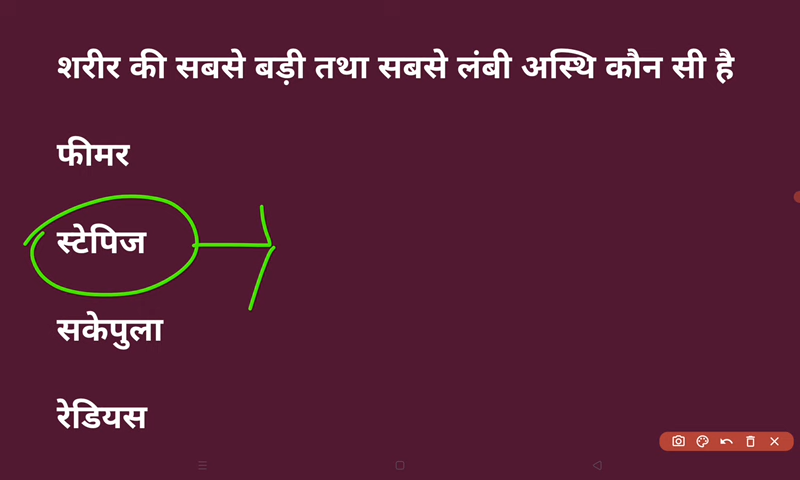 शरीर की सबसे बड़ी तथा सबसे लंबी अस्थि कौन सी है
फीमर
स्टेपिज
सकेपुला
रेडियस